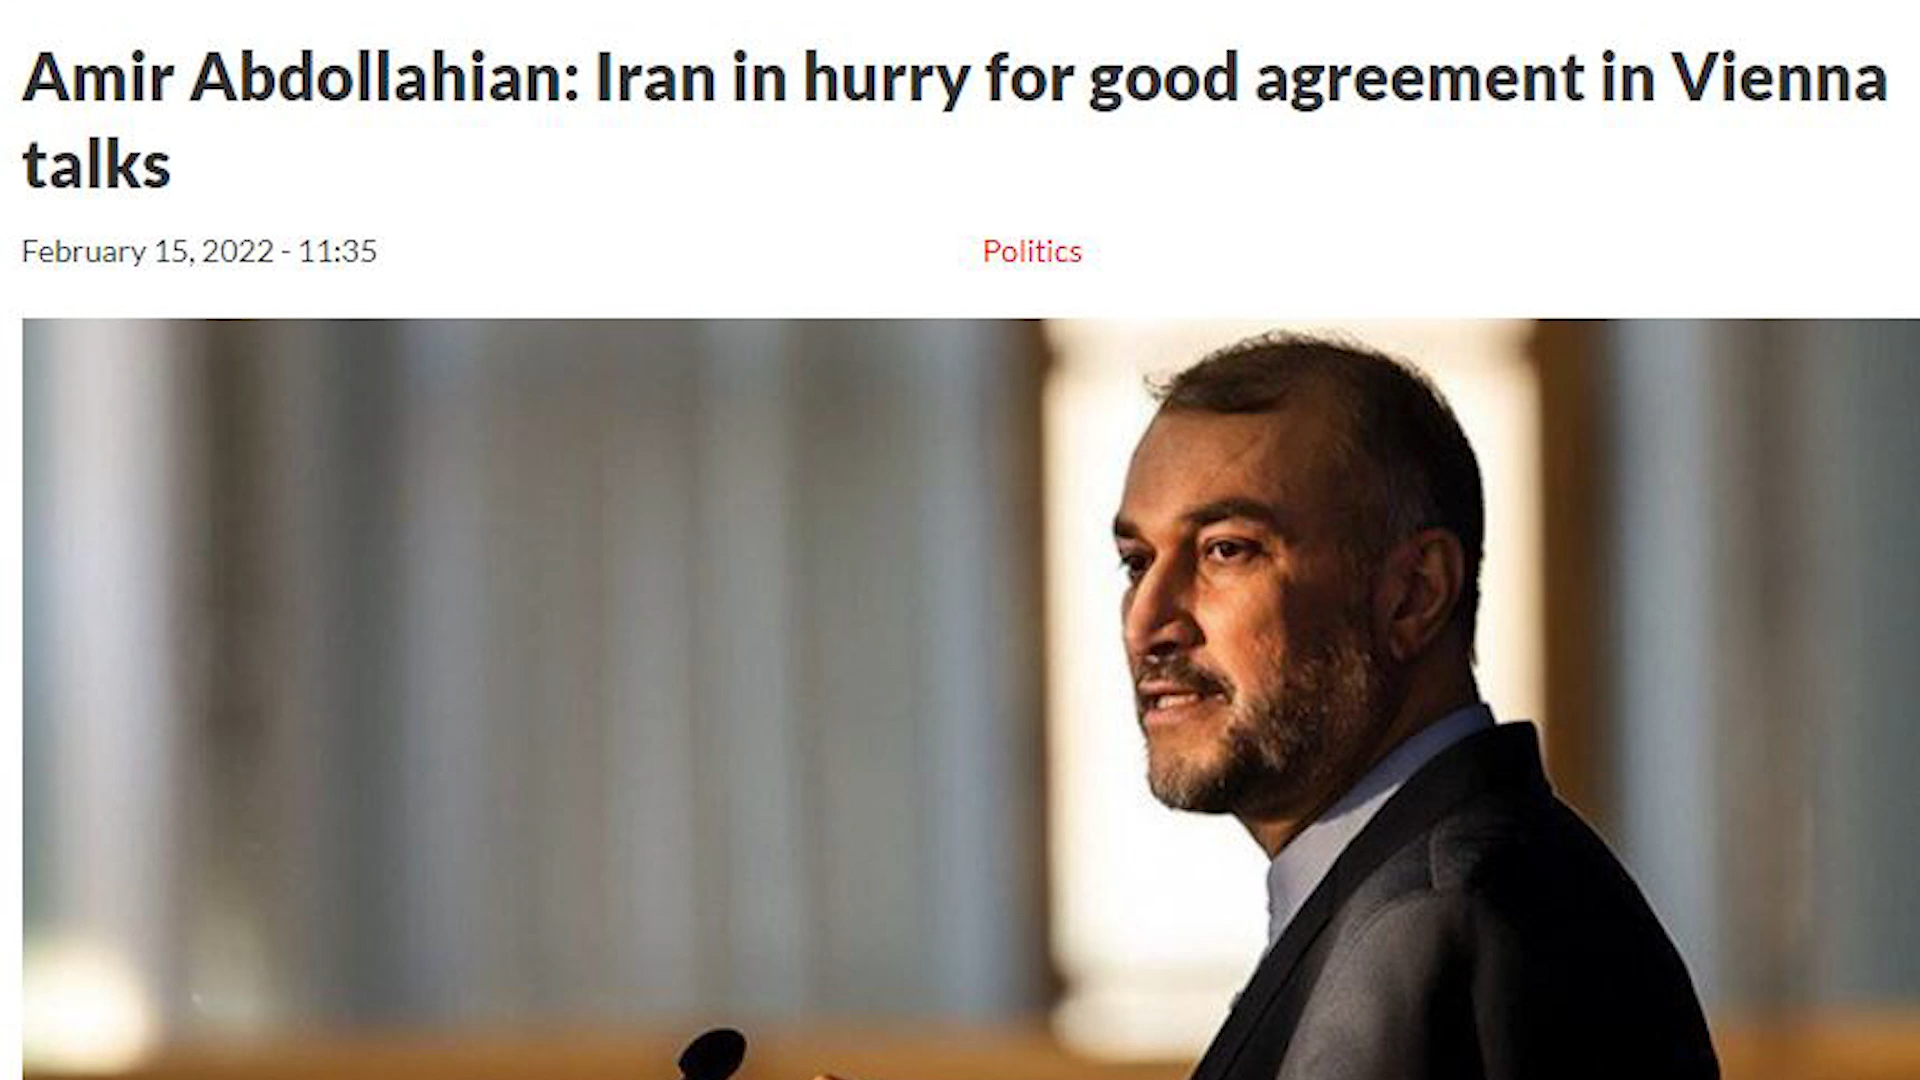 Amir Abdollahian: Iran in hurry for good agreement in Vienna
talks
February 15, 2022 - 11:35
Politics